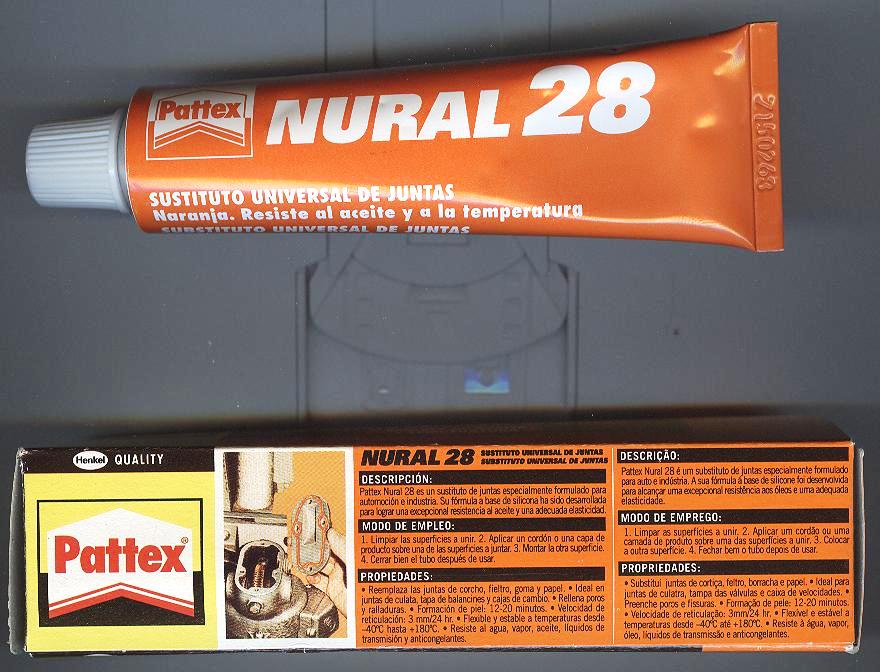 Pattex
NURAL 28
SUSTITUTO UNIVERSAL DE JUNTAS
Naranja. Resiste al aceite y a la temperatura
SUBSTITUTO UNIVERSAL DE JUNTAS
2150268
Henkel QUALITY
Pattex®
NURAL 28 SUSTITUTO UNIVERSAL DE JUNTAS
SUBSTITUTO UNIVERSAL DE JUNTAS
DESCRIPCIÓN:
Pattex Nural 28 es un sustituto de juntas especialmente formulado para
automoción e industria. Su fórmula a base de silicona ha sido desarrollada
para lograr una excepcional resistencia al aceite y una adecuada elasticidad.
MODO DE EMPLEO:
1. Limpiar las superficies a unir. 2. Aplicar un cordón o una capa de
producto sobre una de las superficies a juntar. 3. Montar la otra superficie.
4. Cerrar bien el tubo después de usar.
PROPIEDADES:
• Reemplaza las juntas de corcho, fieltro, goma y papel. • Ideal en
juntas de culata, tapa de balancines y cajas de cambio. • Rellena poros
y ralladuras. • Formación de piel: 12-20 minutos. • Velocidad de
reticulación: 3 mm/24 hr. • Flexible y estable a temperaturas desde
-40ºC hasta +180ºC. • Resiste al agua, vapor, aceite, líquidos de
transmisión y anticongelantes.
DESCRIÇÃO:
Pattex Nural 28 é um substituto de juntas especialmente formulado
para auto e indústria. A sua fórmula á base de silicone foi desenvolvida
para alcançar uma excepcional resistência aos óleos e uma adequada
elasticidade.
MODO DE EMPREGO:
1. Limpar as superfícies a unir. 2. Aplicar um cordão ou uma
camada de produto sobre uma das superfícies a unir. 3. Colocar
a outra superfície. 4. Fechar bem o tubo depois de usar.
PROPRIEDADES:
• Substitui juntas de cortiça, feltro, borracha e papel. • Ideal para
juntas de culatra, tampa das válvulas e caixa de velocidades. •
Preenche poros e fissuras. • Formação de pele: 12-20 minutos.
• Velocidade de reticulação: 3mm/24 hr. • Flexível e estável a
temperaturas desde -40ºC até +180ºC. • Resiste à água, vapor,
óleo, líquidos de transmissão e anticongelantes.